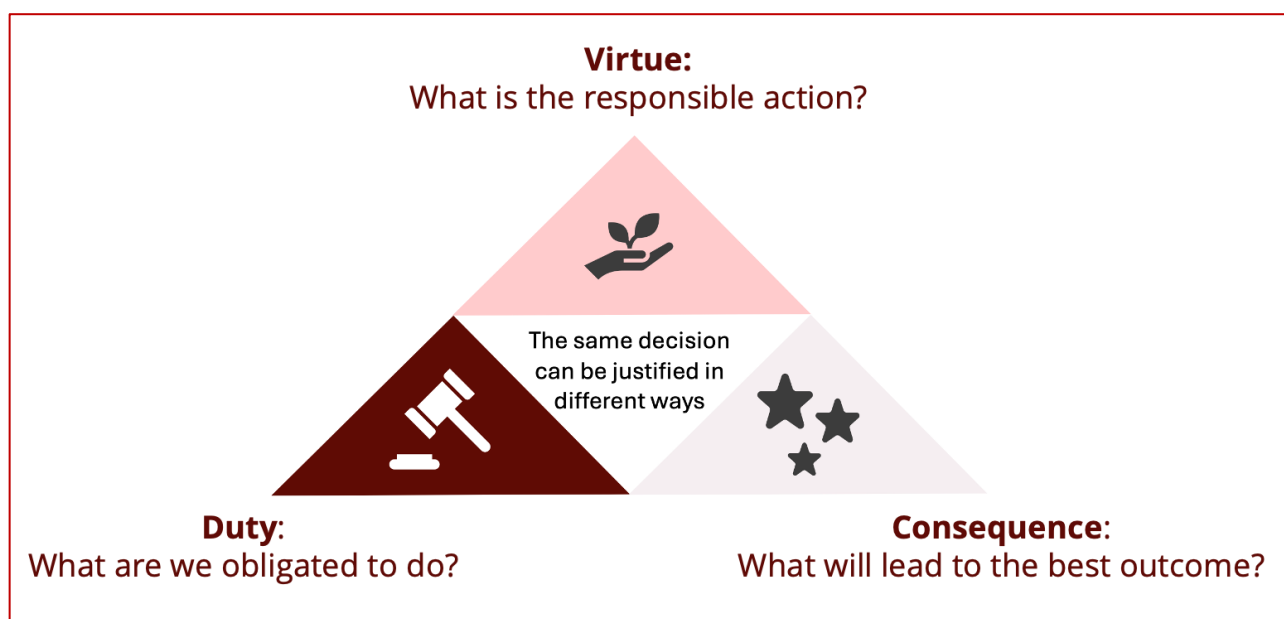 Virtue:
What is the responsible action?
The same decision
can be justified in
different ways
Duty:
What are we obligated to do?
Consequence:
What will lead to the best outcome?